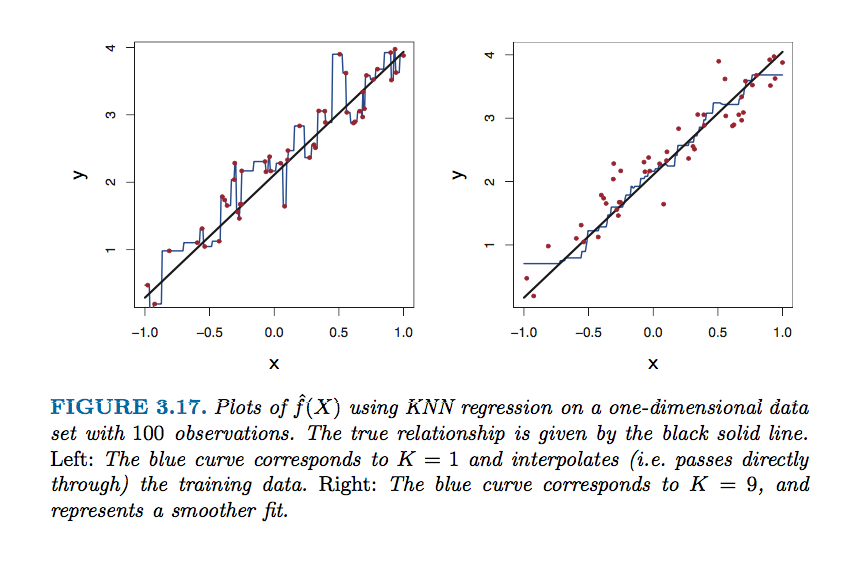 4
3
2
1
y
−1.0 −0.5 0.0 0.5 1.0
x
4
3
2
1
y
−1.0 −0.5 0.0 0.5 1.0
x
FIGURE 3.17. Plots of f̂(X) using KNN regression on a one-dimensional data
set with 100 observations. The true relationship is given by the black solid line.
Left: The blue curve corresponds to K = 1 and interpolates (i.e. passes directly
through) the training data. Right: The blue curve corresponds to K = 9, and
represents a smoother fit.